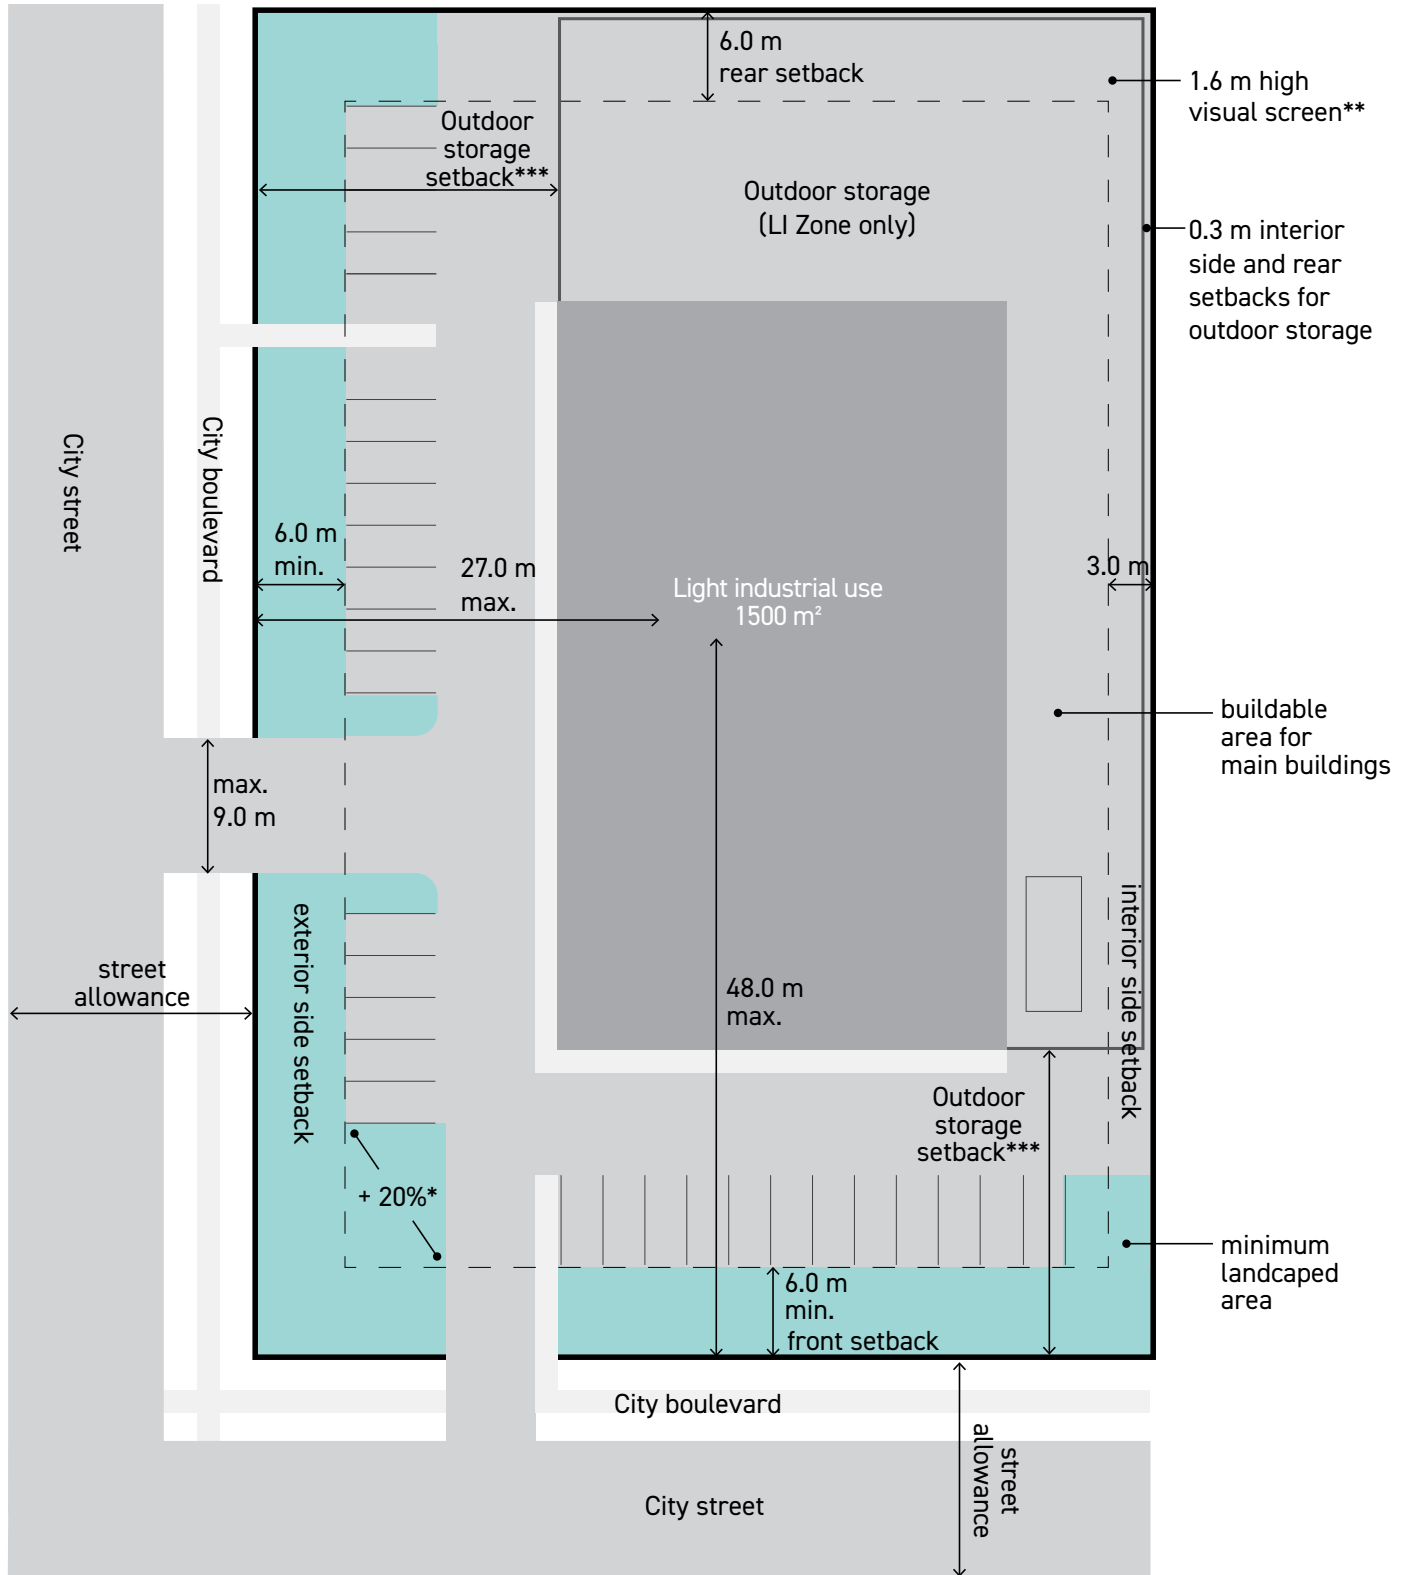 6.0 m
rear setback
1.6 m high
visual screen**
Outdoor
storage
setback***
Outdoor storage
(LI Zone only)
0.3 m interior
side and rear
setbacks for
outdoor storage
City street
City boulevard
6.0 m
min.
27.0 m
max.
Light industrial use
1500 m²
3.0 m
buildable
area for
main buildings
max.
9.0 m
exterior side setback
interior side setback
street
allowance
48.0 m
max.
Outdoor
storage
setback***
+ 20%*
minimum
landcaped
area
6.0 m
min.
front setback
City boulevard
street
allowance
City street